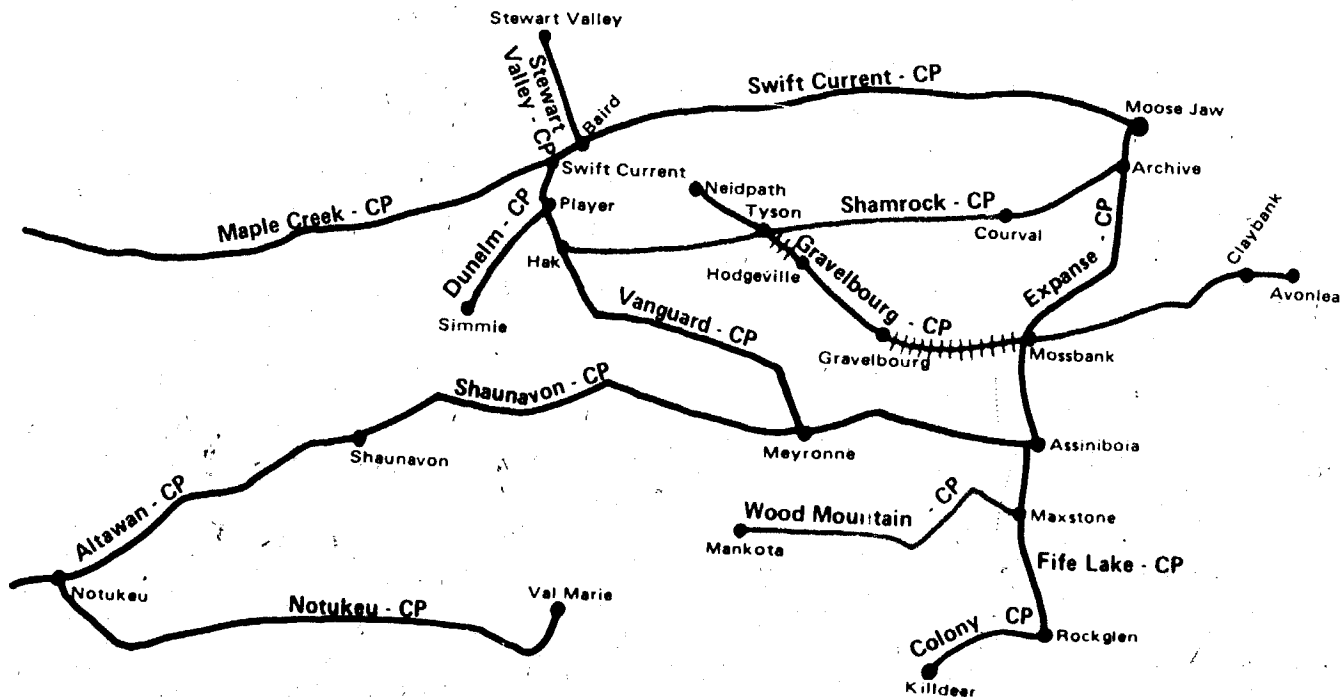 Stewart Valley
Stewart
Valley - CP
Swift Current - CP
Baird
Moose Jaw
Swift Current
Archive
Neidpath
Maple Creek - CP
Player
Tyson
Shamrock - CP
Courval
Dunelm - CP
Hak
Hodgeville
Gravelbourg - CP
Expanse - CP
Claybank
Avonlea
Simmie
Vanguard - CP
Gravelbourg
Mossbank
Shaunavon - CP
Shaunavon
Meyronne
Assiniboia
Altawan - CP
Wood Mountain - CP
Maxstone
Mankota
Fife Lake - CP
Notukeu
Notukeu - CP
Val Marie
Colony - CP
Rockglen
Killdeer